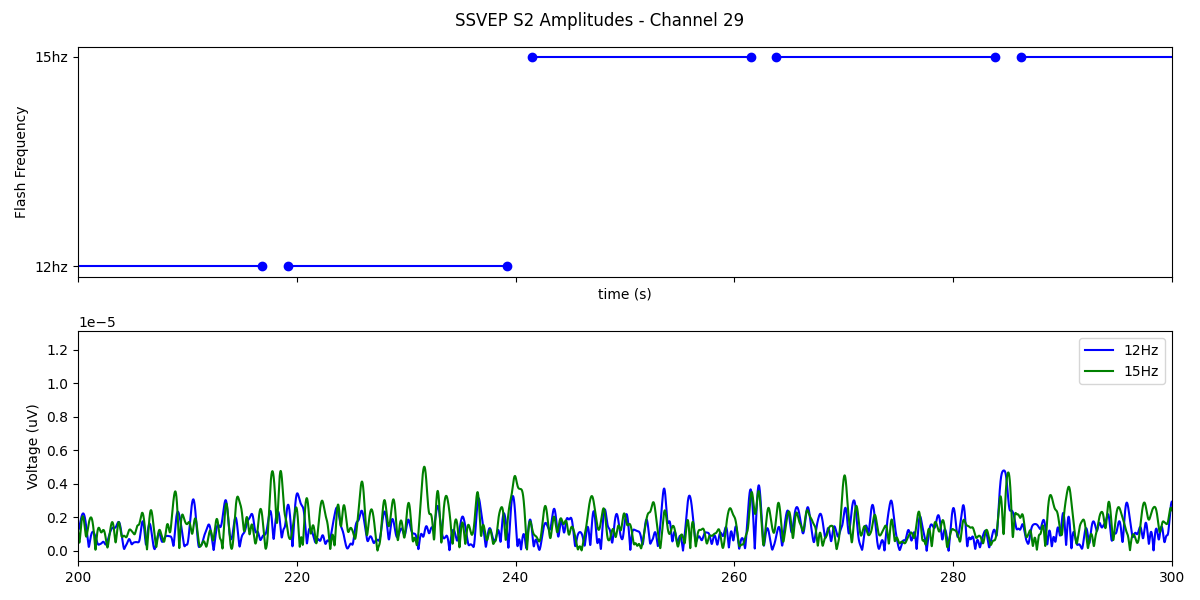 SSVEP S2 Amplitudes - Channel 29
15hz
Flash Frequency
12hz
time (s)
1e−5
1.2
1.0
0.8
0.6
0.4
0.2
0.0
Voltage (uV)
12Hz
15Hz
200 220 240 260 280 300